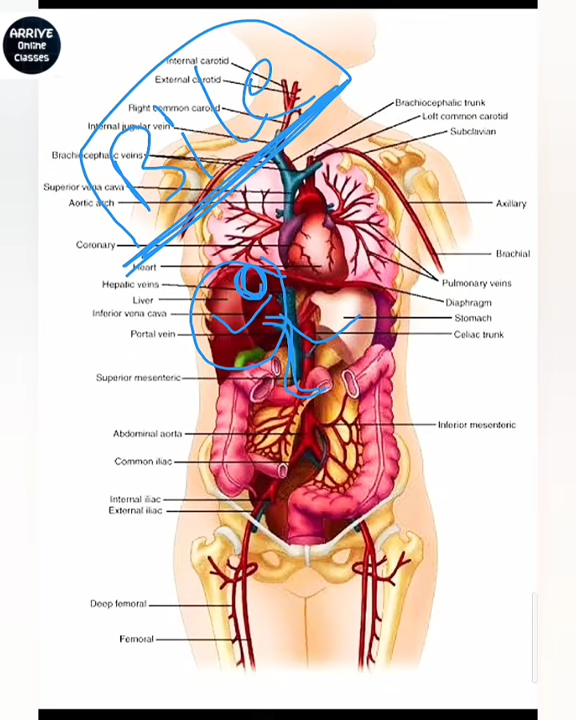 ARRIVE
Online
Classes
Internal carotid
External carotid
Right common carotid
Internal jugular vein
Brachiocephalic veins
Superior vena cava
Aortic arch
Coronary
Heart
Hepatic veins
Liver
Inferior vena cava
Portal vein
Superior mesenteric
Abdominal aorta
Common iliac
Internal iliac
External iliac
Deep femoral
Femoral
Brachiocephalic trunk
Left common carotid
Subclavian
Axillary
Brachial
Pulmonary veins
Diaphragm
Stomach
Celiac trunk
Inferior mesenteric